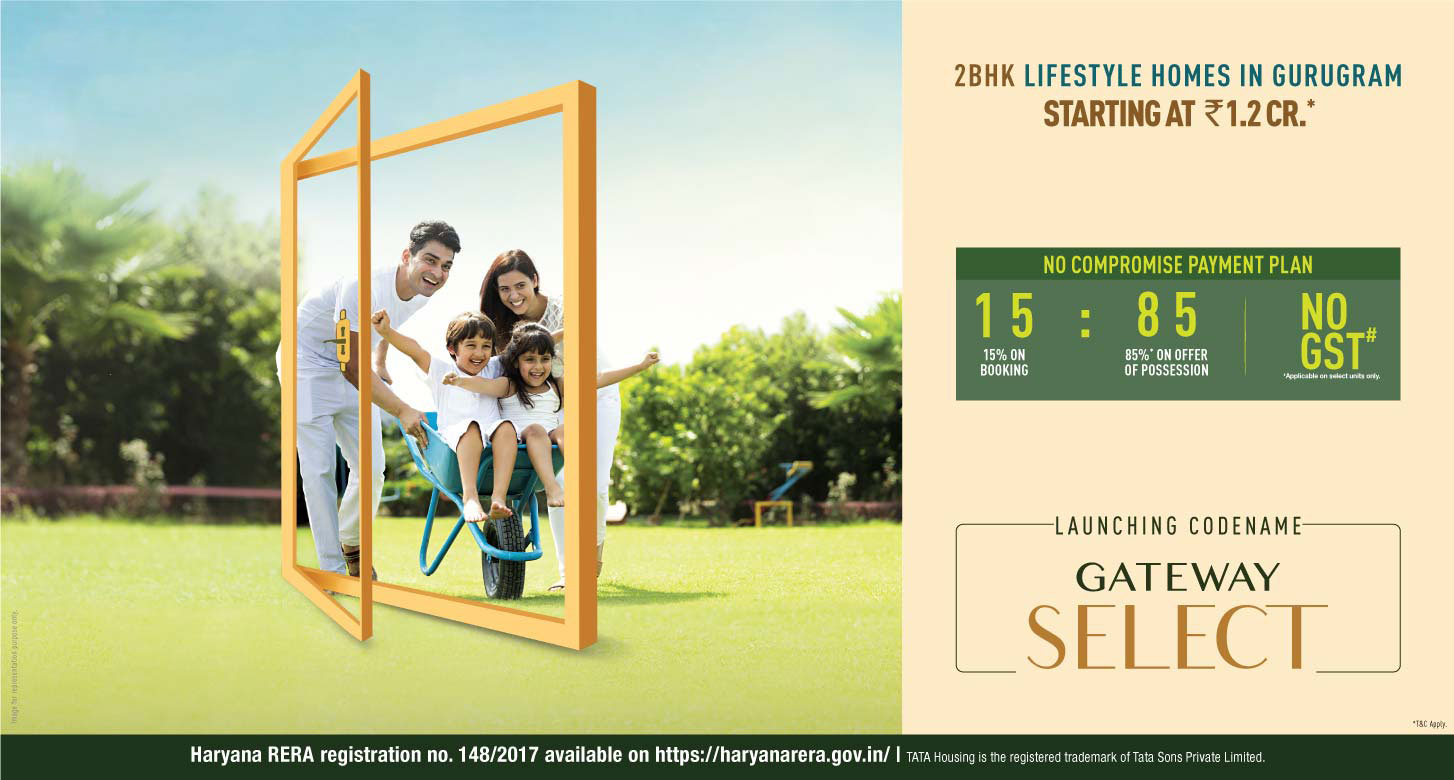 2BHK LIFESTYLE HOMES IN GURUGRAM
STARTING AT ₹1.2 CR.*
NO COMPROMISE PAYMENT PLAN
15 : 85
15% ON
BOOKING
85%* ON OFFER
OF POSSESSION
NO
GST#
*Applicable on select units only.
LAUNCHING CODENAME
GATEWAY
SELECT
*T&C Apply.
Image for representation purpose only.
Haryana RERA registration no. 148/2017 available on https://haryanarera.gov.in/ | TATA Housing is the registered trademark of Tata Sons Private Limited.